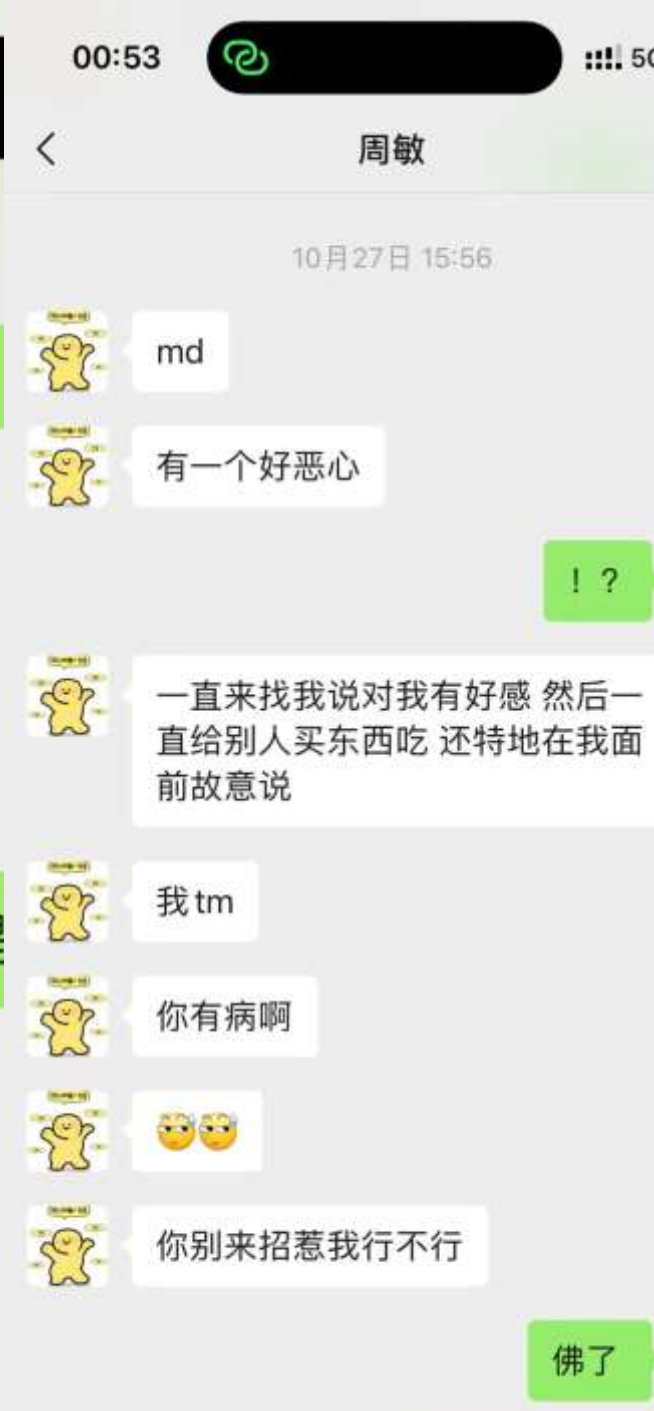 00:53
周敏
10月27日 15:56
md
有一个好恶心
！？
一直来找我说对我有好感 然后一
直给别人买东西吃 还特地在我面
前故意说
我tm
你有病啊
你别来招惹我行不行
佛了